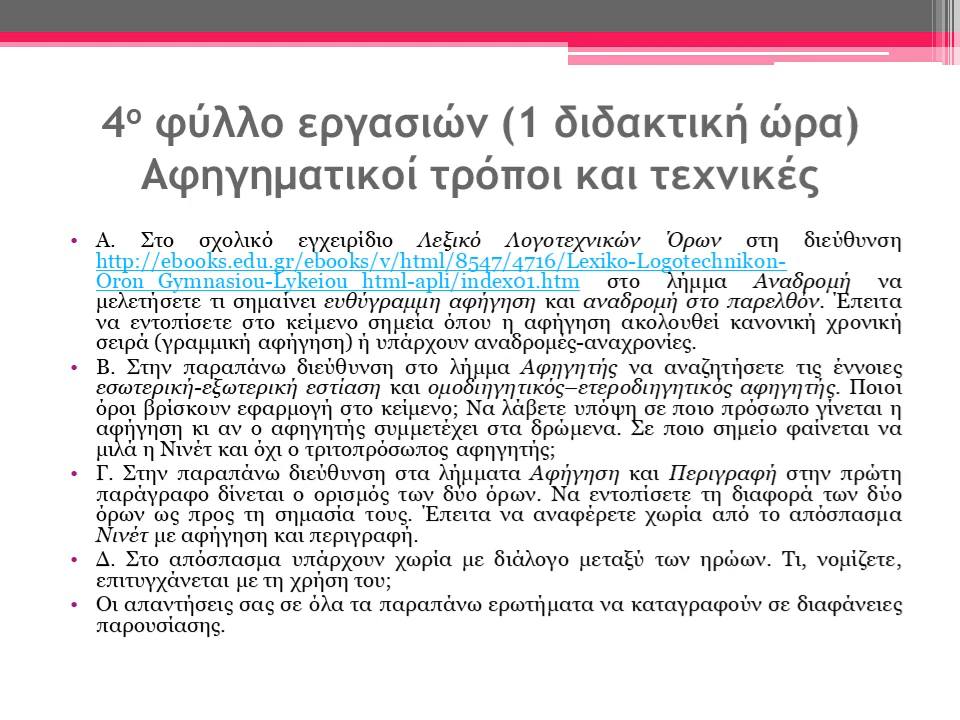 4ο φύλλο εργασιών (1 διδακτική ώρα)
Αφηγηματικοί τρόποι και τεχνικές
• Α. Στο σχολικό εγχειρίδιο Λεξικό Λογοτεχνικών Όρων στη διεύθυνση
http://ebooks.edu.gr/ebooks/v/html/8547/4716/Lexiko-Logotechnikon-
Oron_Gymnasiou-Lykeiou_html-apli/index01.htm στο λήμμα Αναδρομή να
μελετήσετε τι σημαίνει ευθύγραμμη αφήγηση και αναδρομή στο παρελθόν. Έπειτα
να εντοπίσετε στο κείμενο σημεία όπου η αφήγηση ακολουθεί κανονική χρονική
σειρά (γραμμική αφήγηση) ή υπάρχουν αναδρομές-αναχρονίες.
• Β. Στην παραπάνω διεύθυνση στο λήμμα Αφηγητής να αναζητήσετε τις έννοιες
εσωτερική-εξωτερική εστίαση και ομοδιηγητικός–ετεροδιηγητικός αφηγητής. Ποιοι
όροι βρίσκουν εφαρμογή στο κείμενο; Να λάβετε υπόψη σε ποιο πρόσωπο γίνεται η
αφήγηση κι αν ο αφηγητής συμμετέχει στα δρώμενα. Σε ποιο σημείο φαίνεται να
μιλά η Νινέτ και όχι ο τριτοπρόσωπος αφηγητής;
• Γ. Στην παραπάνω διεύθυνση στα λήμματα Αφήγηση και Περιγραφή στην πρώτη
παράγραφο δίνεται ο ορισμός των δύο όρων. Να εντοπίσετε τη διαφορά των δύο
όρων ως προς τη σημασία τους. Έπειτα να αναφέρετε χωρία από το απόσπασμα
Νινέτ με αφήγηση και περιγραφή.
• Δ. Στο απόσπασμα υπάρχουν χωρία με διάλογο μεταξύ των ηρώων. Τι, νομίζετε,
επιτυγχάνεται με τη χρήση του;
• Οι απαντήσεις σας σε όλα τα παραπάνω ερωτήματα να καταγραφούν σε διαφάνειες
παρουσίασης.